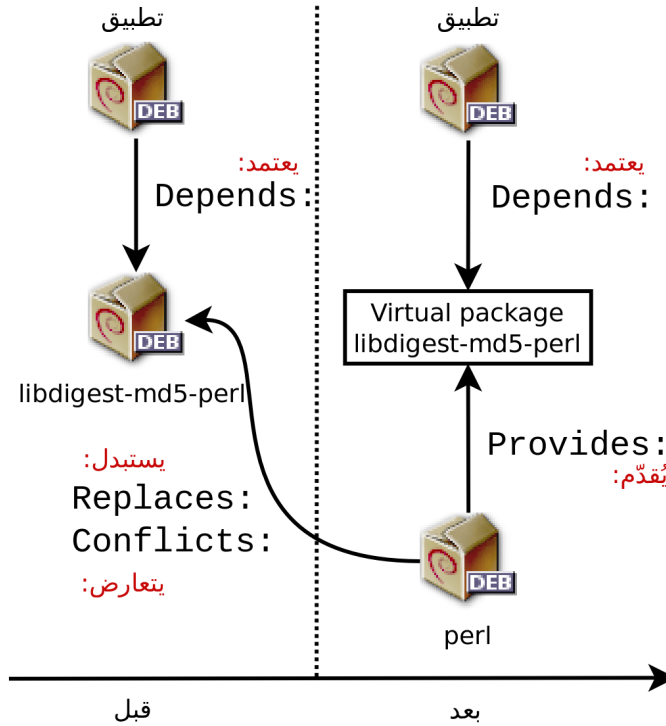 تطبيق
DEB
يعتمد:
Depends:
DEB
libdigest-md5-perl
يستبدل:
Replaces:
Conflicts:
يتعارض:
قبل
تطبيق
DEB
يعتمد:
Depends:
Virtual package
libdigest-md5-perl
Provides:
يُقدّم:
DEB
perl
بعد